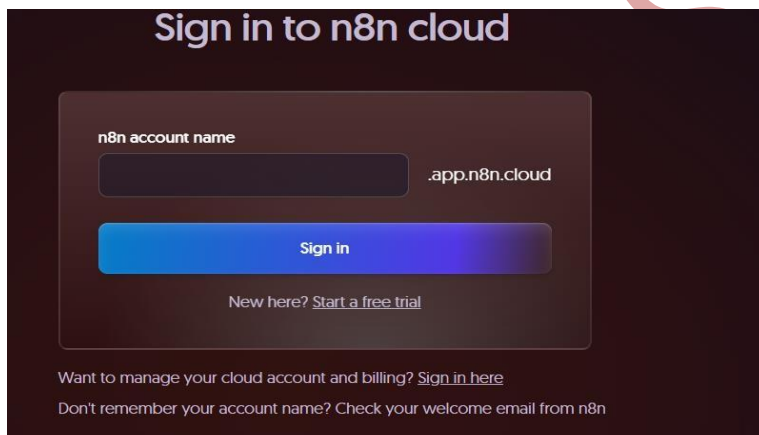 Sign in to n8n cloud
n8n account name
.app.n8n.cloud
Sign in
New here? Start a free trial
Want to manage your cloud account and billing? Sign in here
Don't remember your account name? Check your welcome email from n8n